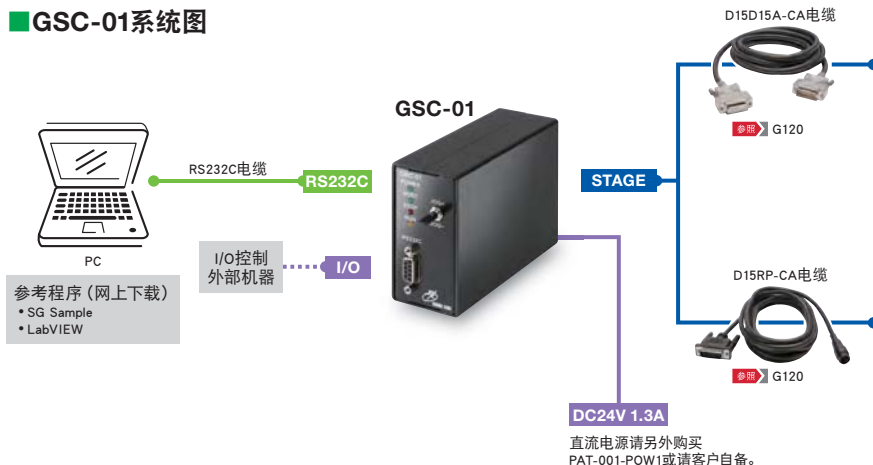 ■GSC-01系统图
D15D15A-CA电缆
参照 G120
GSC-01
RS232C电缆
RS232C
STAGE
PC
I/O控制
外部机器
I/O
参考程序（网上下载）
• SG Sample
• LabVIEW
D15RP-CA电缆
参照 G120
DC24V 1.3A
直流电源请另外购买
PAT-001-POW1或请客户自备。